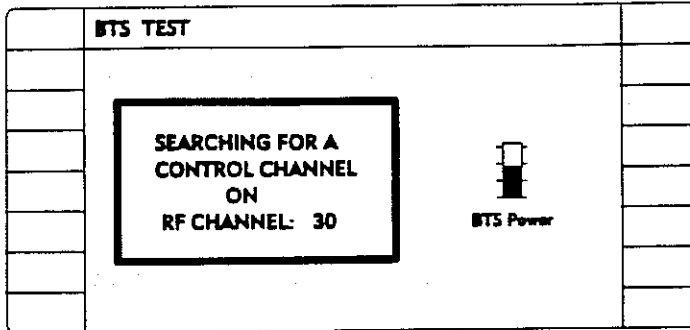 BTS TEST
SEARCHING FOR A
CONTROL CHANNEL
ON
RF CHANNEL: 30
BTS Power